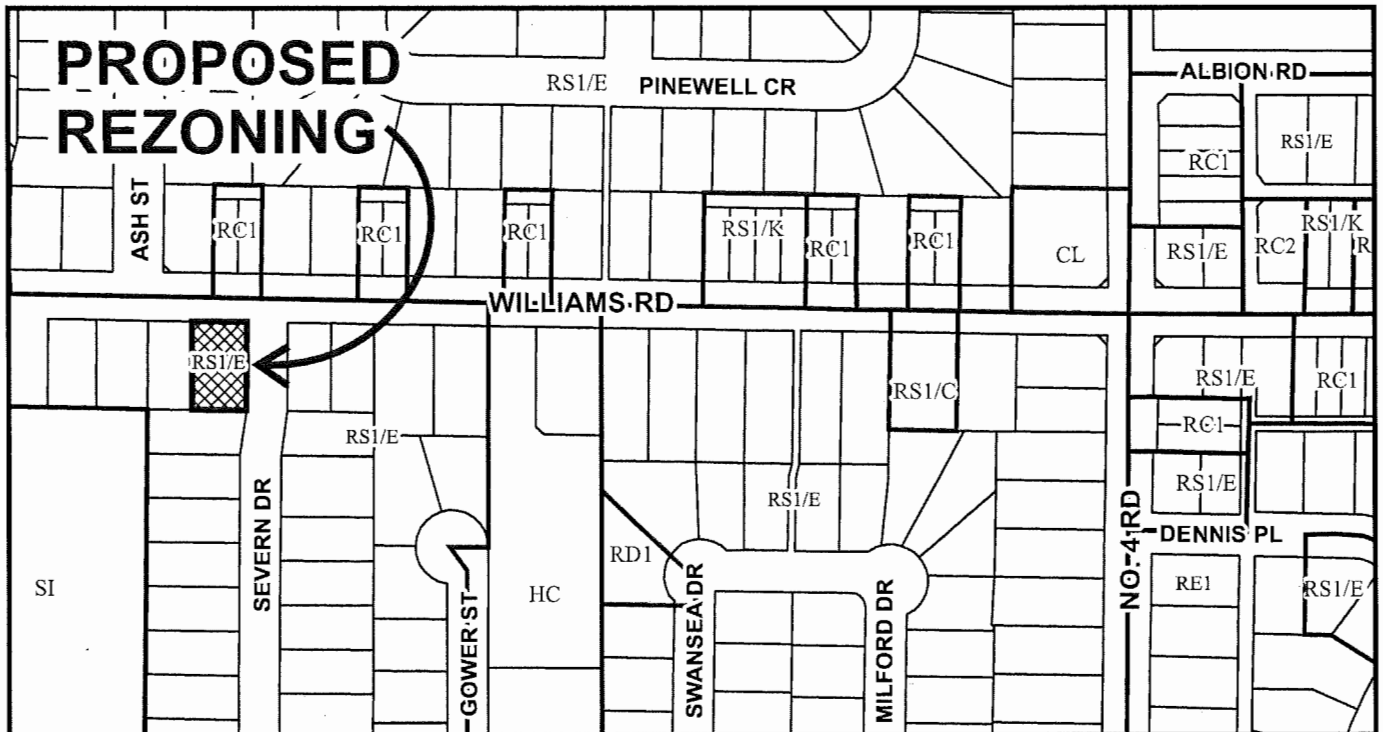 PROPOSED
REZONING
RS1/E
PINEWELL CR
ALBION RD
RS1/E
RC1
ASH ST
RC1
RC1
RC1
RS1/K
RC1
RC1
CL
RS1/E
RC2
RS1/K
R
WILLIAMS RD
RS1/E
RS1/E
RS1/C
RS1/E
RC1
RC1
SEVERN DR
RS1/E
RS1/E
NO. 4 RD
DENNIS PL
SI
GOWER ST
HC
RD1
SWANSEA DR
MILFORD DR
RE1
RS1/E